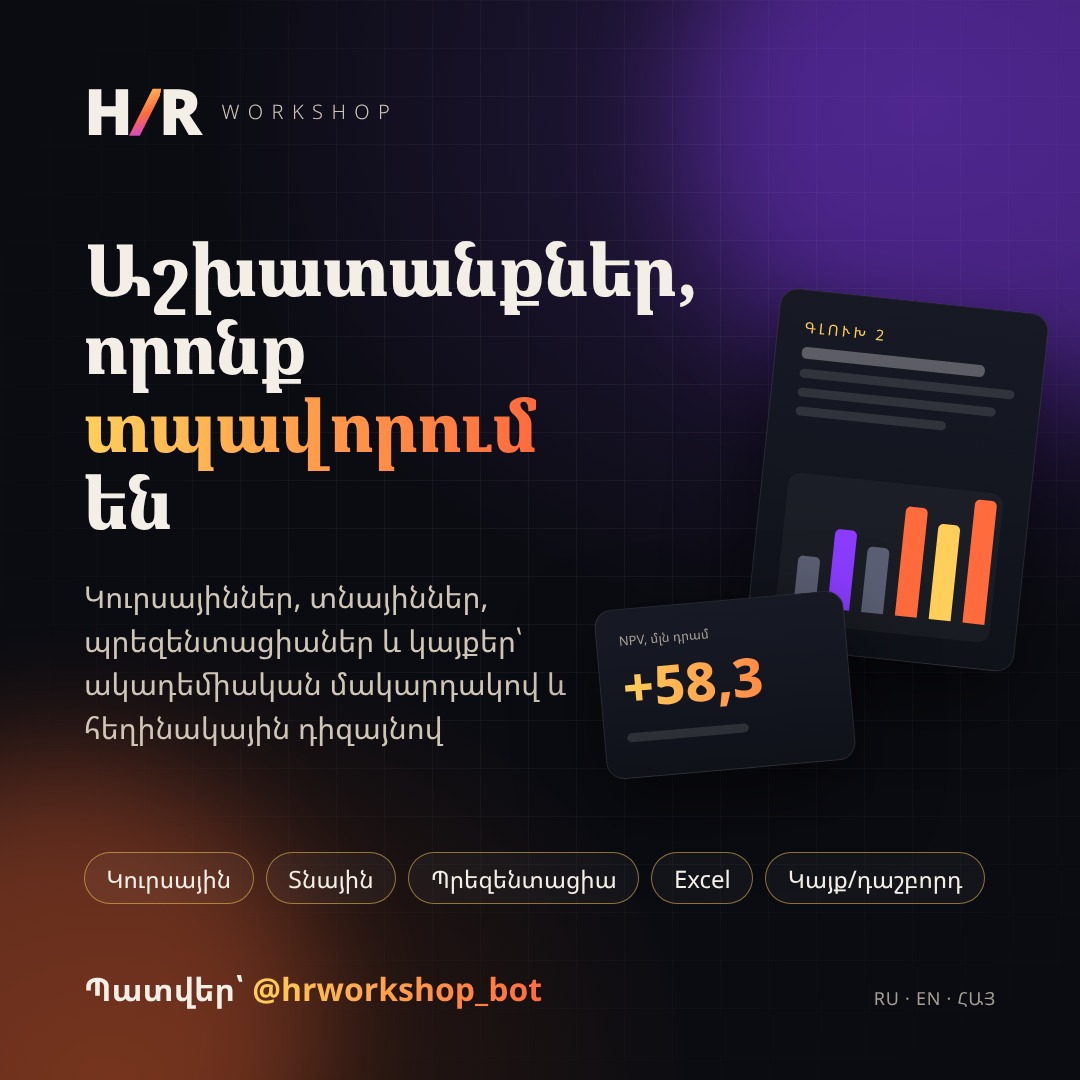 H/R WORKSHOP
Աշխատանքներ,
որոնք
տպավորում
են
ԳԼՈՒԽ 2
Կուրսայիններ, տնայիններ,
պրեզենտացիաներ և կայքեր՝
ակադեմիական մակարդակով և
հեղինակային դիզայնով
NPV, մլն դրամ
+58,3
Կուրսային
Տնային
Պրեզենտացիա
Excel
Կայք/դաշբորդ
Պատվեր՝ @hrworkshop_bot
RU · EN · ՀԱՅ